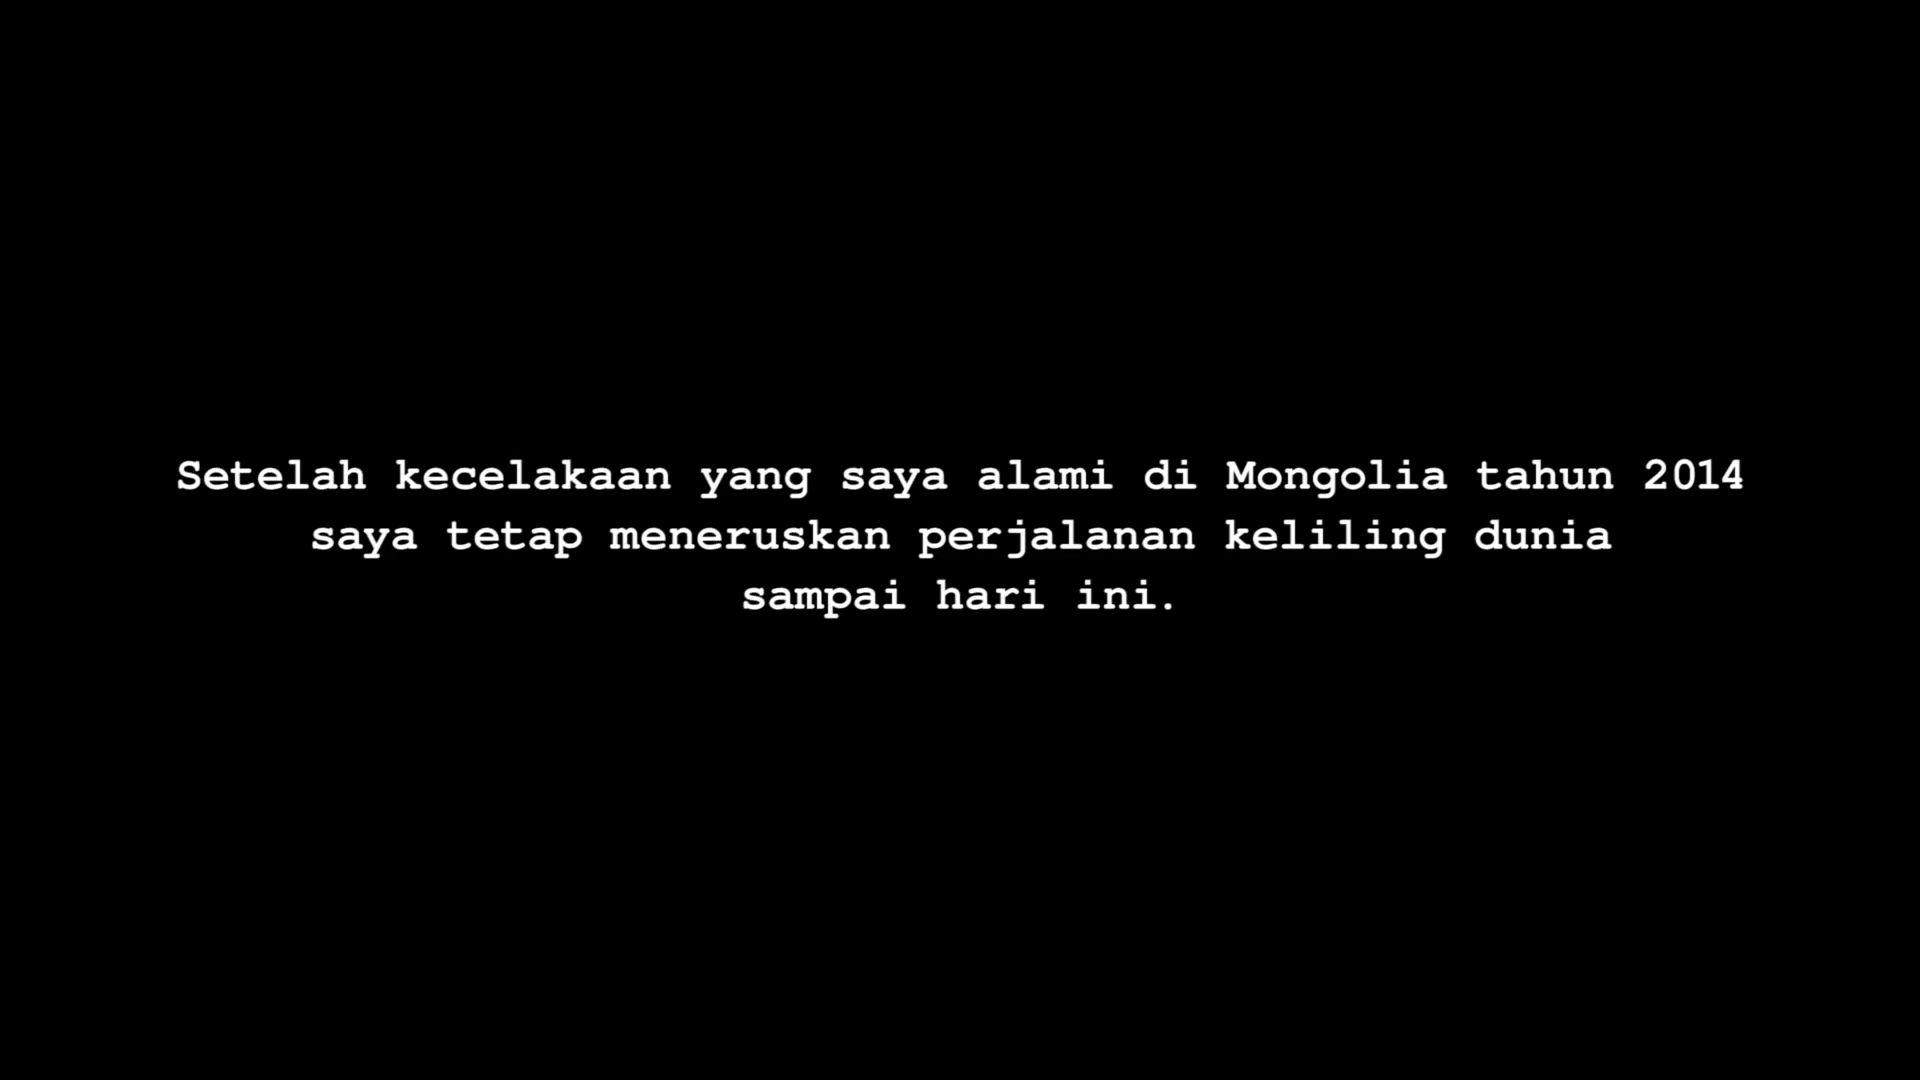 Setelah kecelakaan yang saya alami di Mongolia tahun 2014
saya tetap meneruskan perjalanan keliling dunia
sampai hari ini.